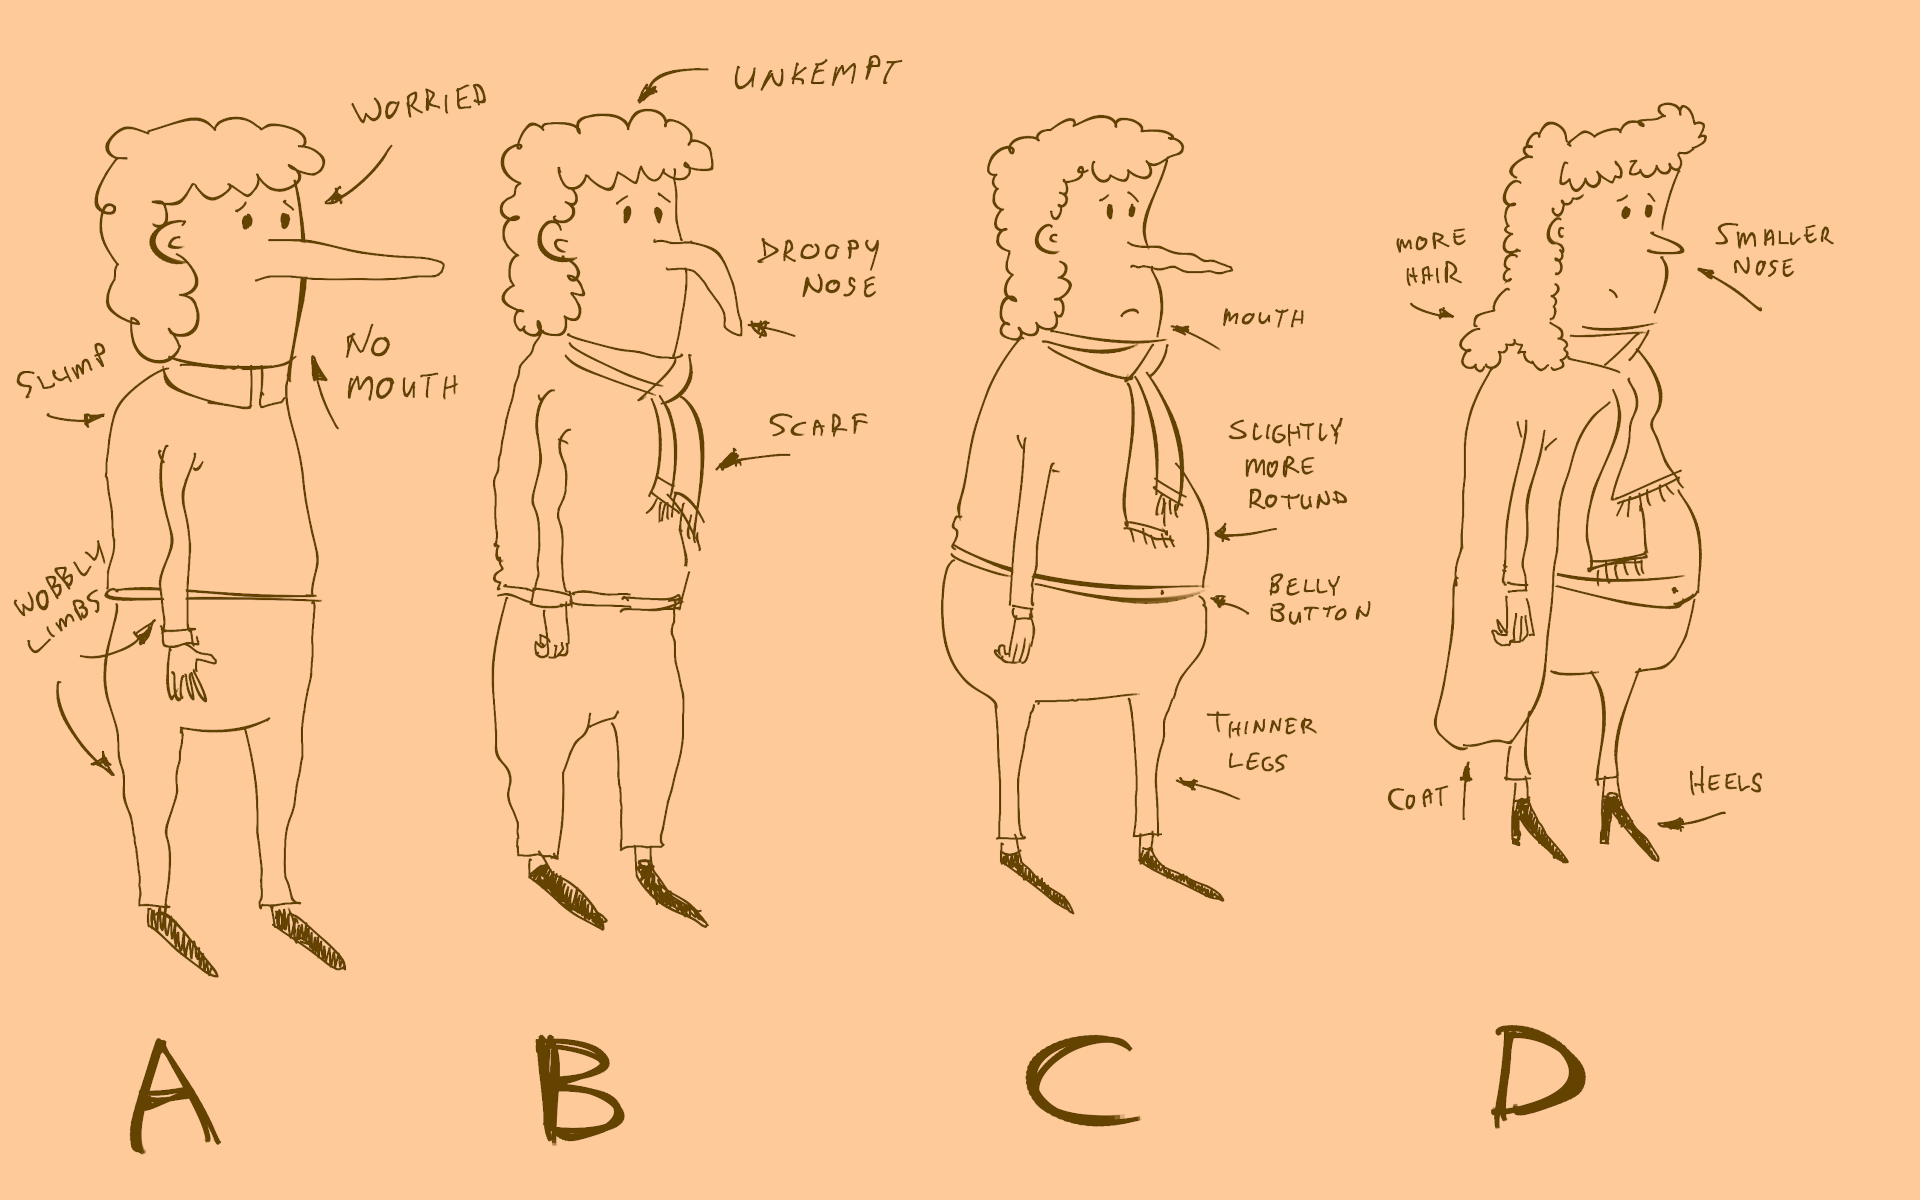 WORRIED
NO
MOUTH
SLUMP
WOBBLY
LIMBS
UNKEMPT
DROOPY
NOSE
SCARF
MOUTH
SLIGHTLY
MORE
ROTUND
BELLY
BUTTON
THINNER
LEGS
MORE
HAIR
SMALLER
NOSE
COAT
HEELS
A
B
C
D